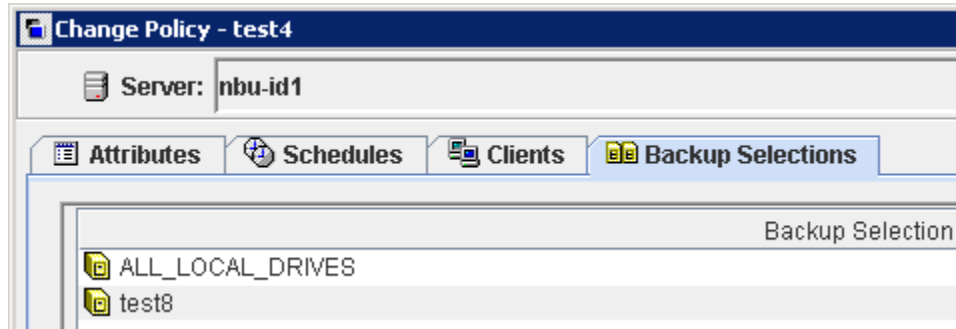 Change Policy - test4
Server: nbu-id1
Attributes Schedules Clients Backup Selections
Backup Selection
ALL_LOCAL_DRIVES
test8